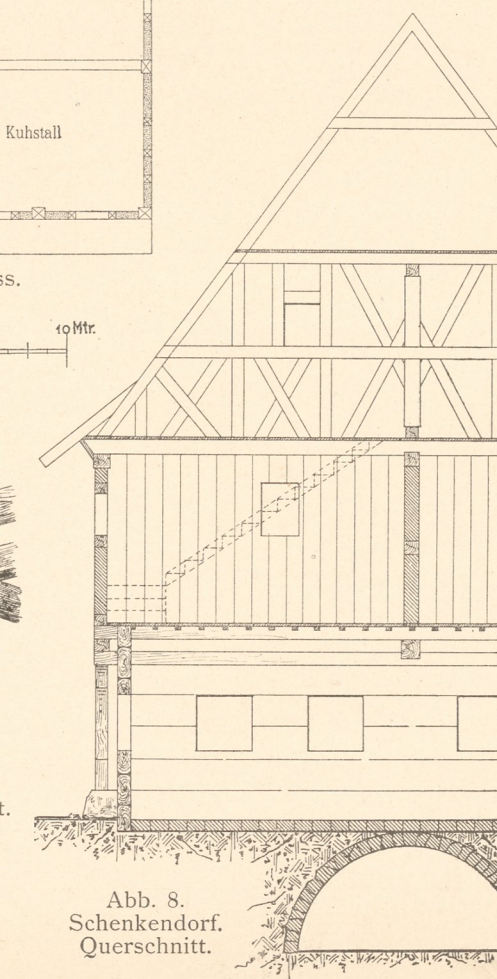 Kuhstall
ss.
10 Mtr.
t.
Abb. 8.
Schenkendorf.
Querschnitt.